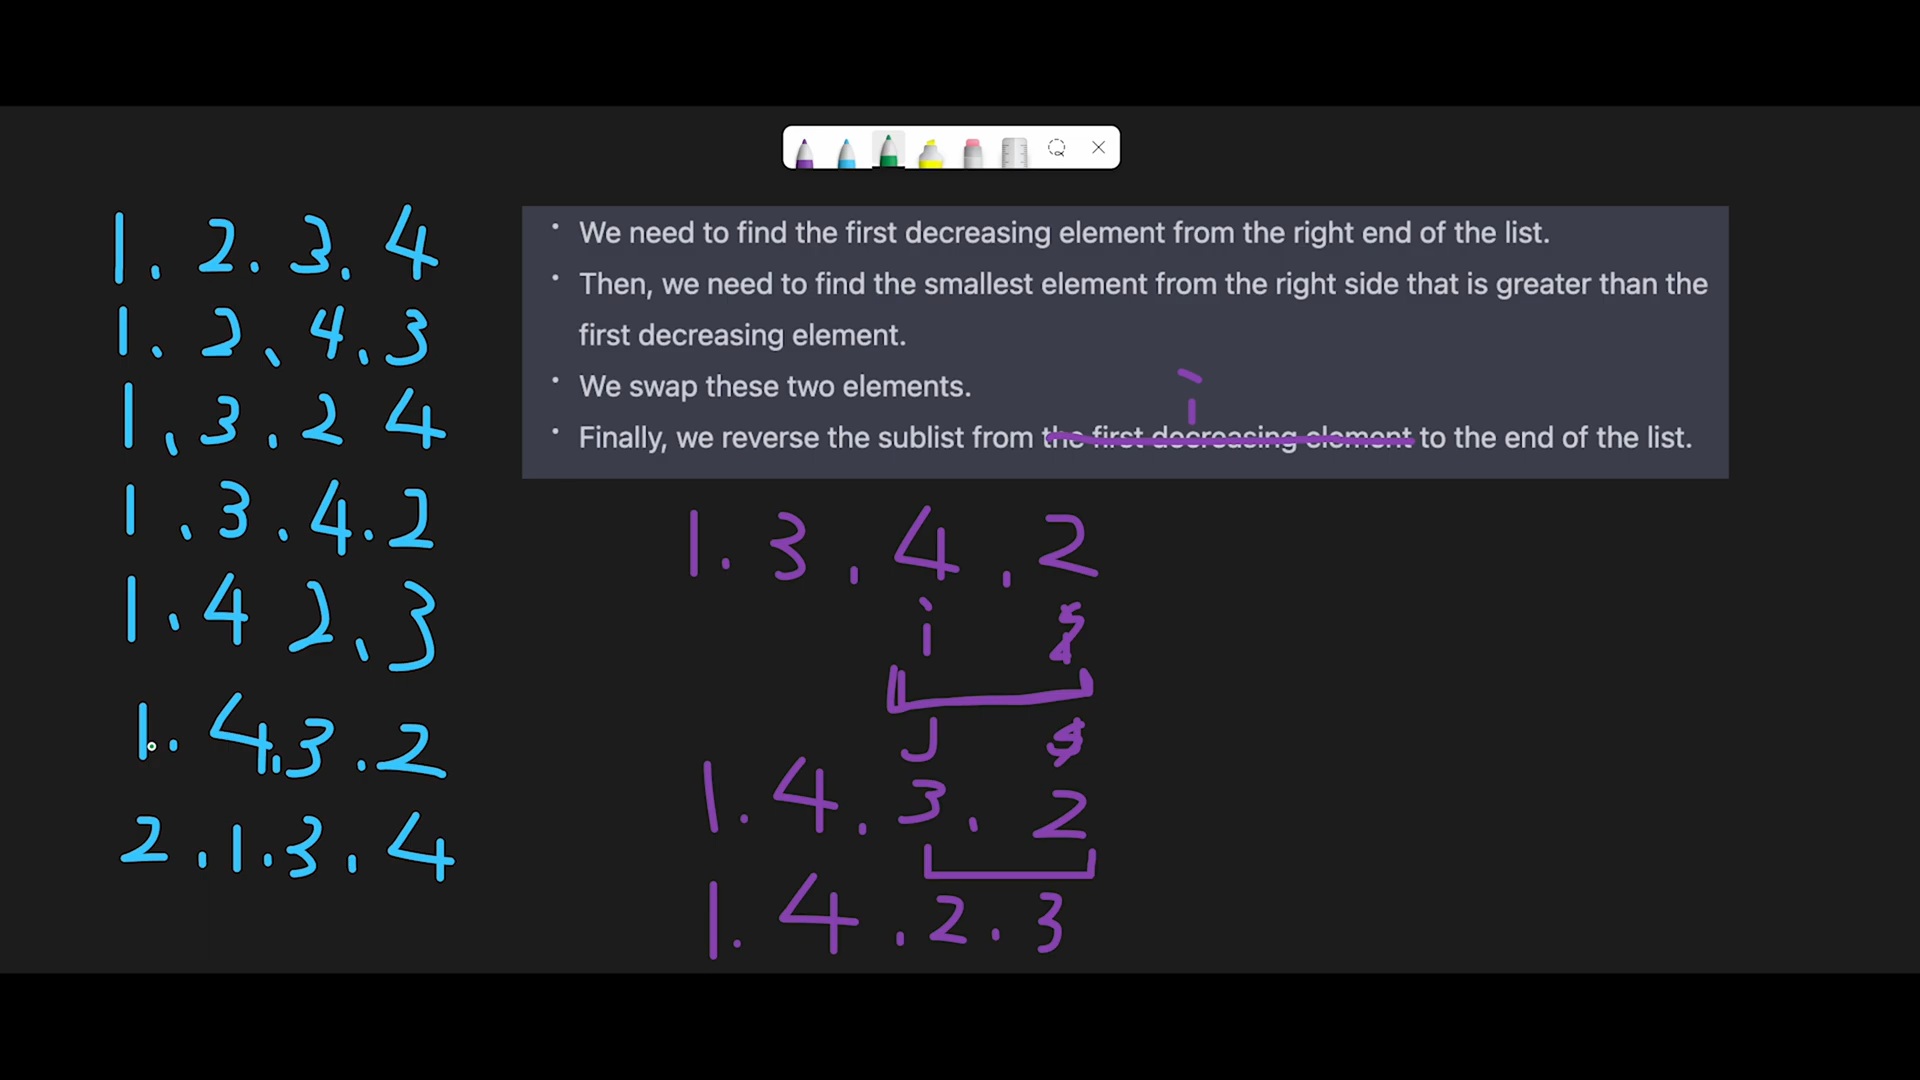 1. 2. 3. 4
1. 2, 4. 3
1, 3. 2 4
1. 3. 4. 2
1. 4 2. 3
1. 4. 3. 2
2. 1. 3. 4
• We need to find the first decreasing element from the right end of the list.
• Then, we need to find the smallest element from the right side that is greater than the
first decreasing element.
• We swap these two elements.
i
• Finally, we reverse the sublist from the first decreasing element to the end of the list.
1. 3. 4. 2
i
J
1. 4. 3. 2
1. 4. 2. 3